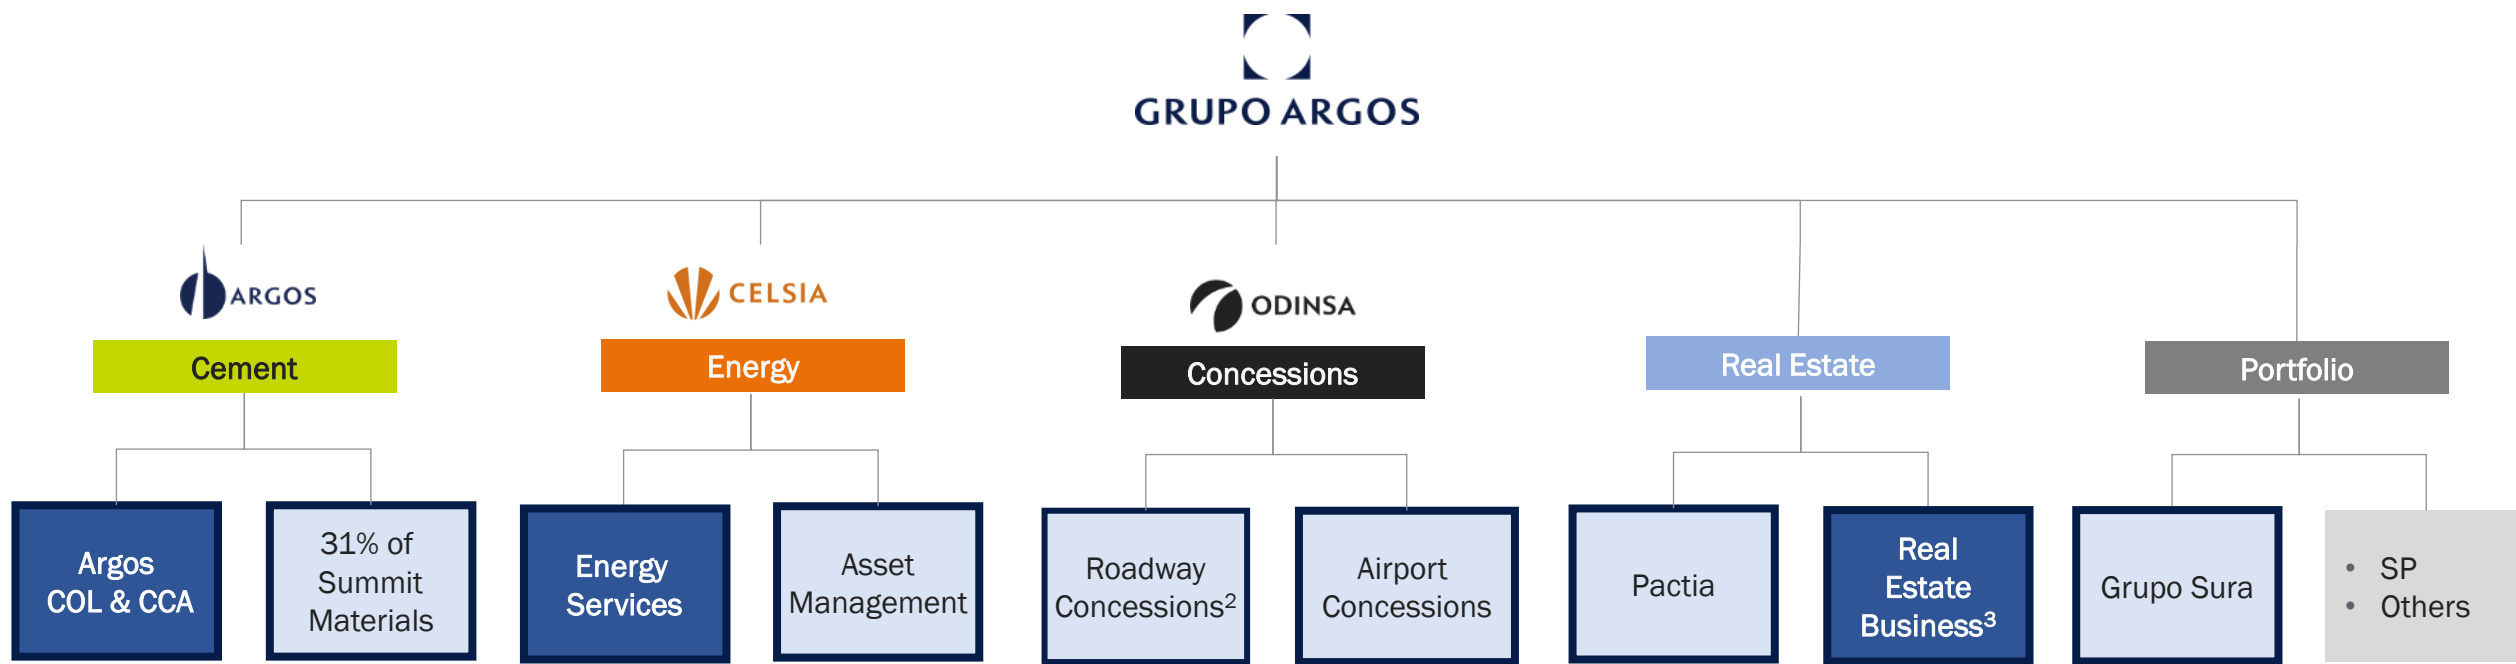 GRUPO ARGOS
ARGOS
CELSIA
ODINSA
Cement
Energy
Concessions
Real Estate
Portfolio
Argos
COL & CCA
31% of
Summit
Materials
Energy
Services
Asset
Management
Roadway
Concessions²
Airport
Concessions
Pactia
Real
Estate
Business³
Grupo Sura
• SP
• Others